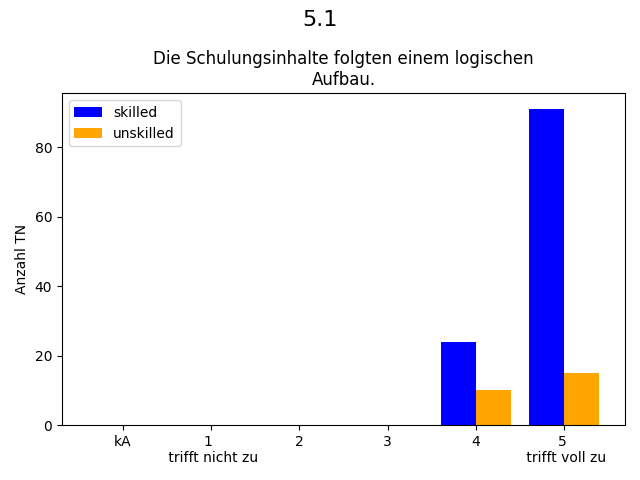 5.1
Die Schulungsinhalte folgten einem logischen
Aufbau.
skilled
unskilled
Anzahl TN
80
60
40
20
0
kA 1 2 3 4 5
trifft nicht zu trifft voll zu